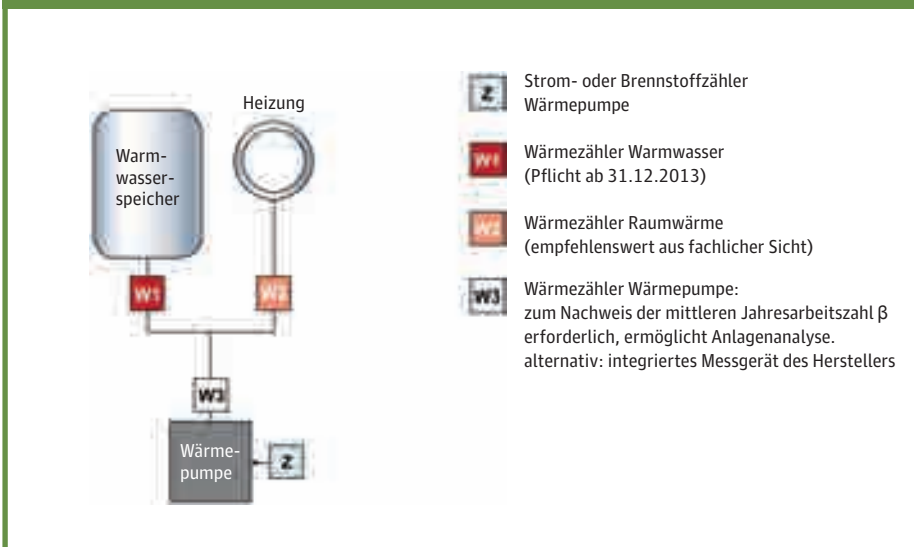 Heizung
Warm-
wasser-
speicher
W1
W2
W3
Wärme-
pumpe
Z
Z
Strom- oder Brennstoffzähler
Wärmepumpe
W1
Wärmezähler Warmwasser
(Pflicht ab 31.12.2013)
W2
Wärmezähler Raumwärme
(empfehlenswert aus fachlicher Sicht)
W3
Wärmezähler Wärmepumpe:
zum Nachweis der mittleren Jahresarbeitszahl β
erforderlich, ermöglicht Anlagenanalyse.
alternativ: integriertes Messgerät des Herstellers